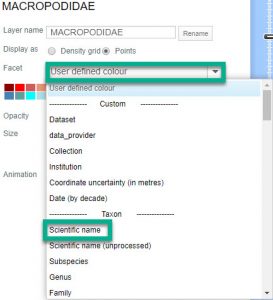 MACROPODIDAE
Layer name MACROPODIDAE Rename
Display as Density grid Points
Facet User defined colour
User defined colour
--------------- Custom ---------------
Dataset
data_provider
Collection
Institution
Opacity Coordinate uncertainty (in metres)
Date (by decade)
Size --------------- Taxon ---------------
Scientific name
Scientific name (unprocessed)
Animation Subspecies
Genus
Family